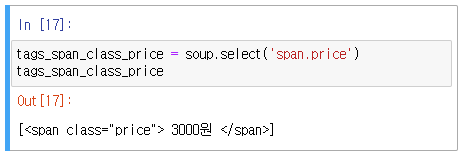 In [17]:
tags_span_class_price = soup.select('span.price')
tags_span_class_price
Out[17]:
[<span class="price"> 3000원 </span>]